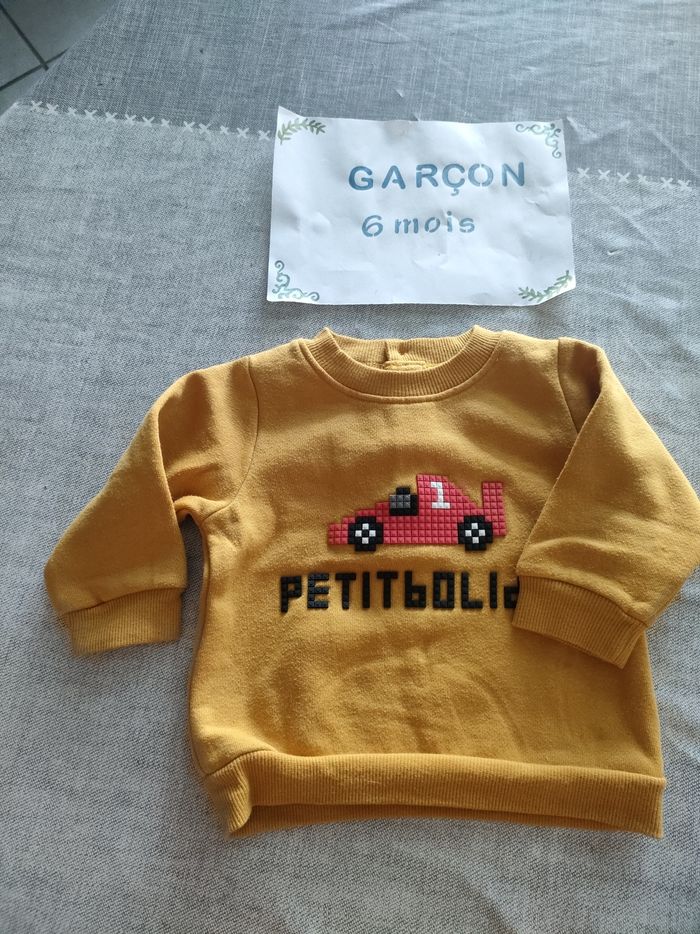 GARÇON
6 mois
1
PETITbOLId